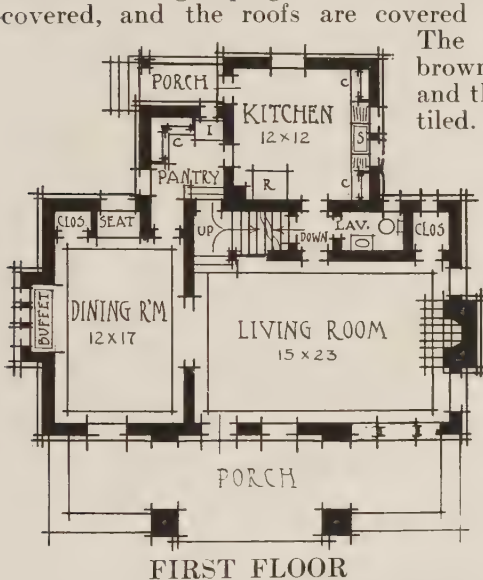 covered, and the roofs are covered
The
brown
and th
tiled.
PORCH
C
KITCHEN
12 × 12
I
C
S
PANTRY
R
C
CLOS
SEAT
UP
DOWN
LAV.
CLOS
BUFFET
DINING R'M
12 × 17
LIVING ROOM
15 × 23
PORCH
FIRST FLOOR